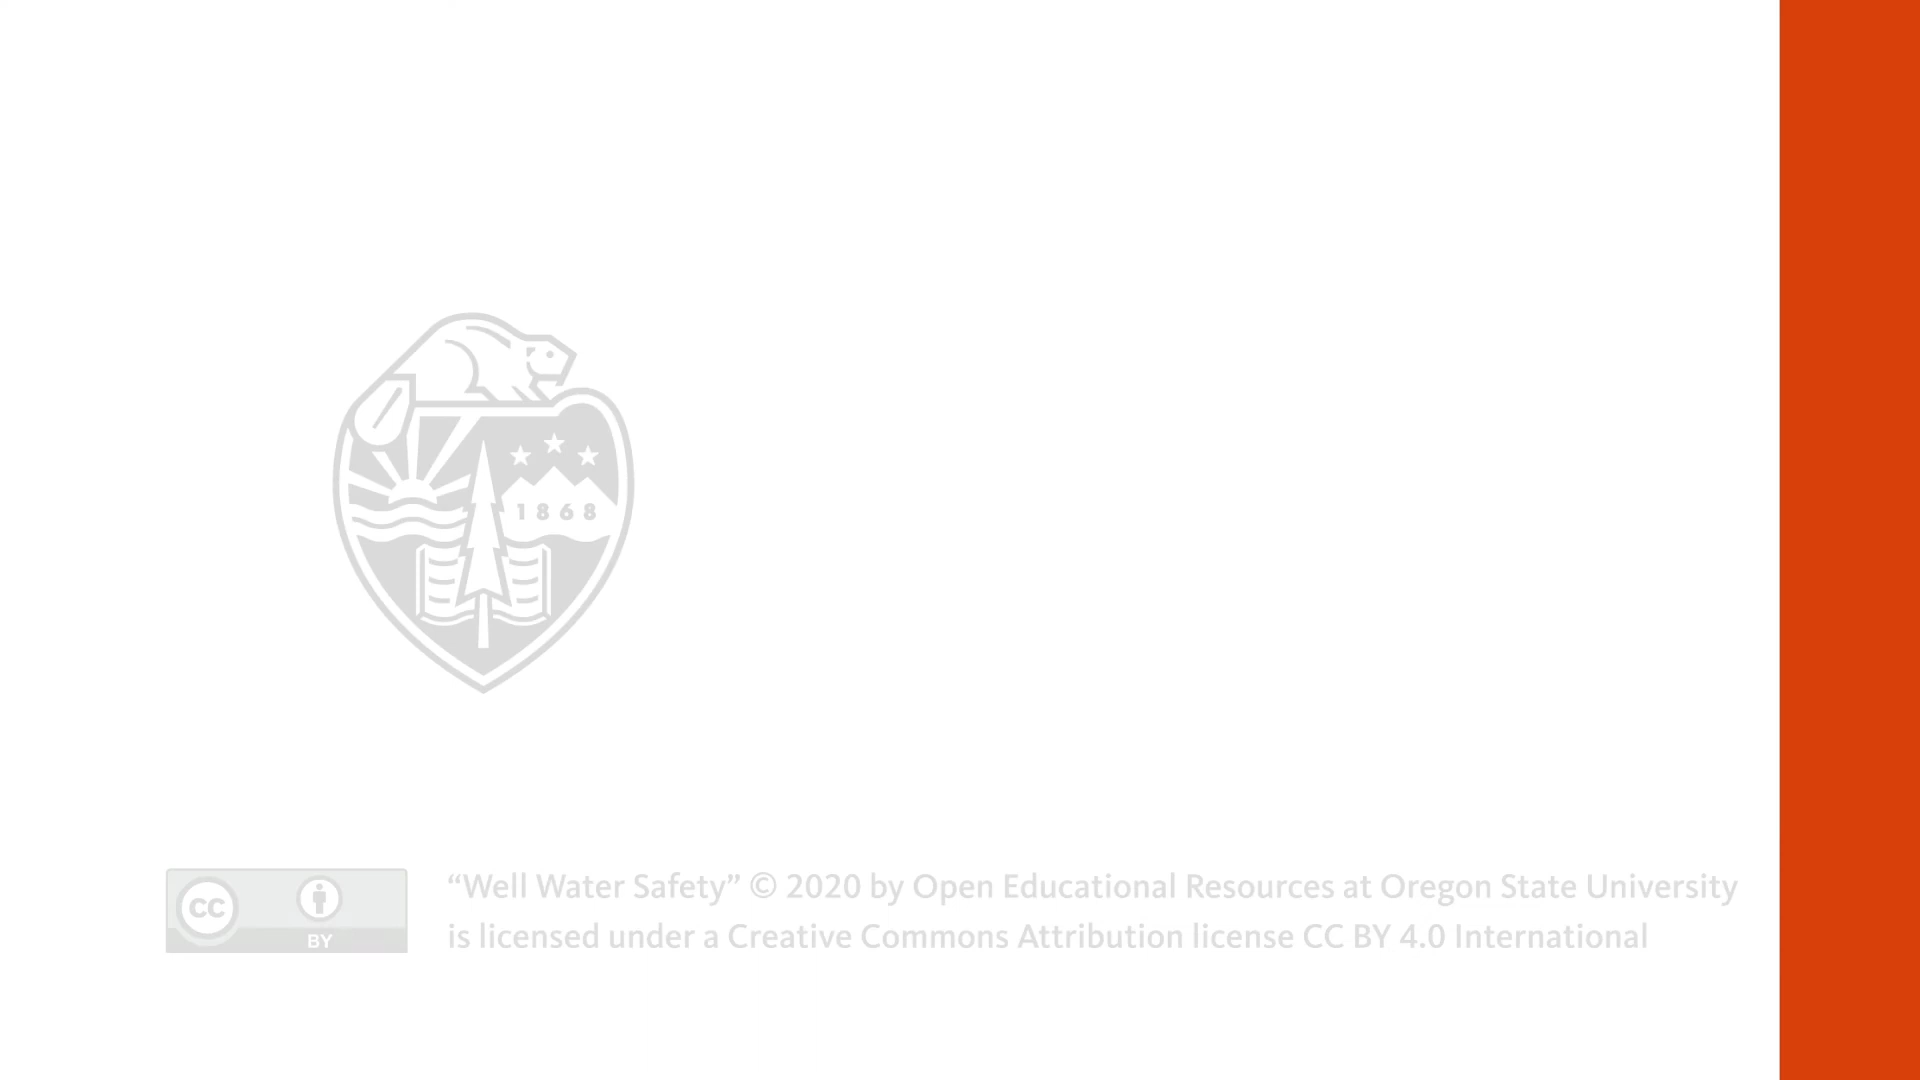 1868
CC
BY
“Well Water Safety” © 2020 by Open Educational Resources at Oregon State University
is licensed under a Creative Commons Attribution license CC BY 4.0 International